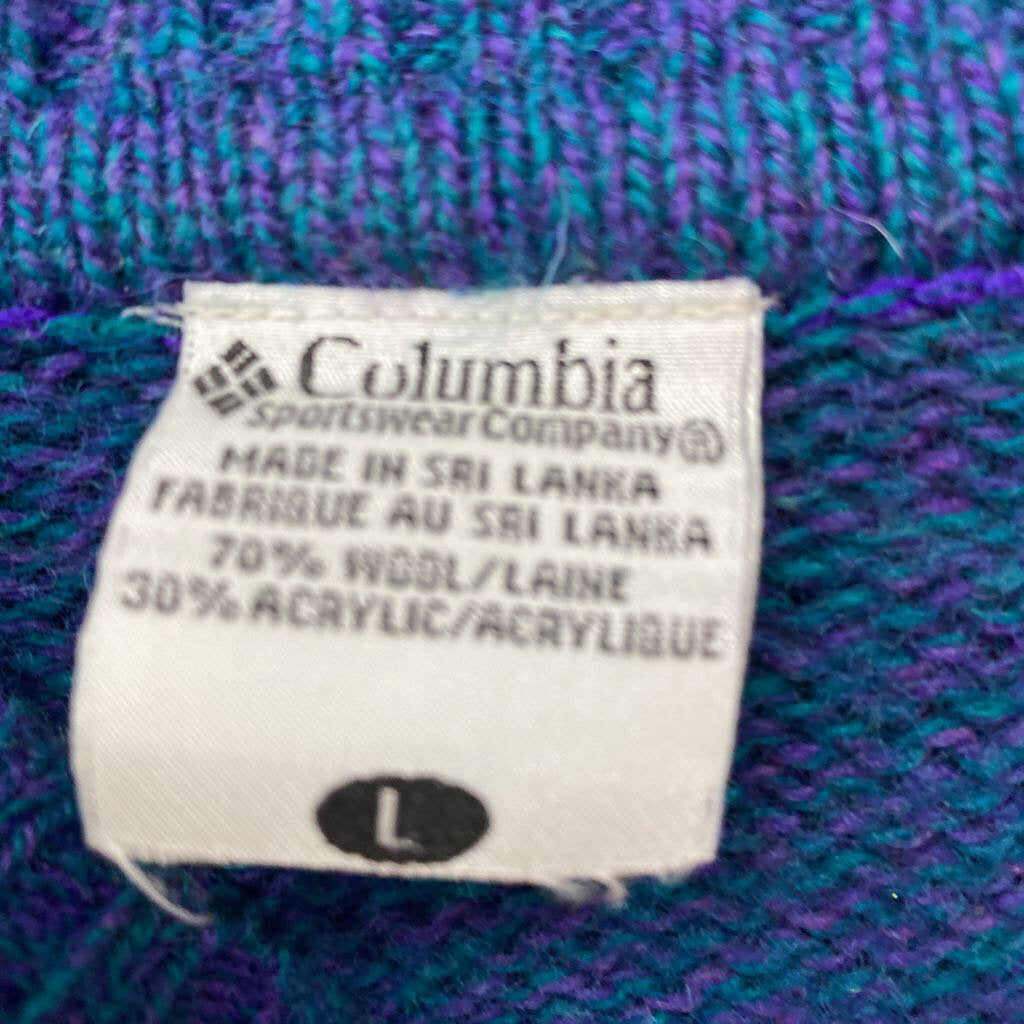 Columbia
Sportswear Company®
MADE IN SRI LANKA
FABRIQUE AU SRI LANKA
70% WOOL/LAINE
30% ACRYLIC/ACRYLIQUE
L